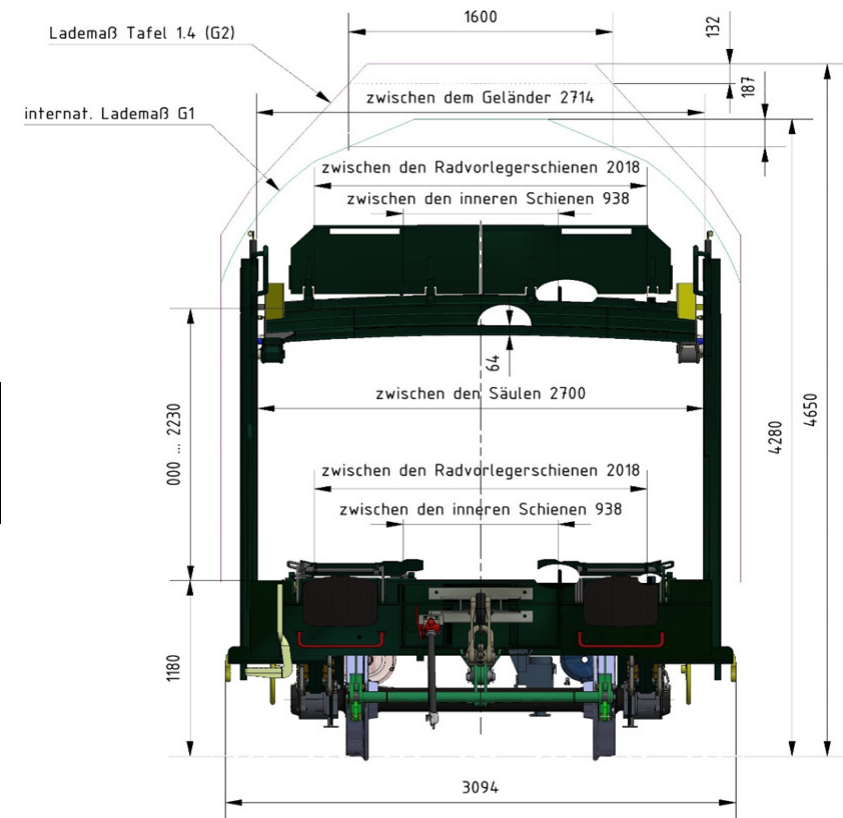 1600
Lademaß Tafel 1.4 (G2)
132
zwischen dem Geländer 2714
187
internat. Lademaß G1
zwischen den Radvorlegerschienen 2018
zwischen den inneren Schienen 938
64
zwischen den Säulen 2700
000 ... 2230
4280
4650
zwischen den Radvorlegerschienen 2018
zwischen den inneren Schienen 938
1180
3094